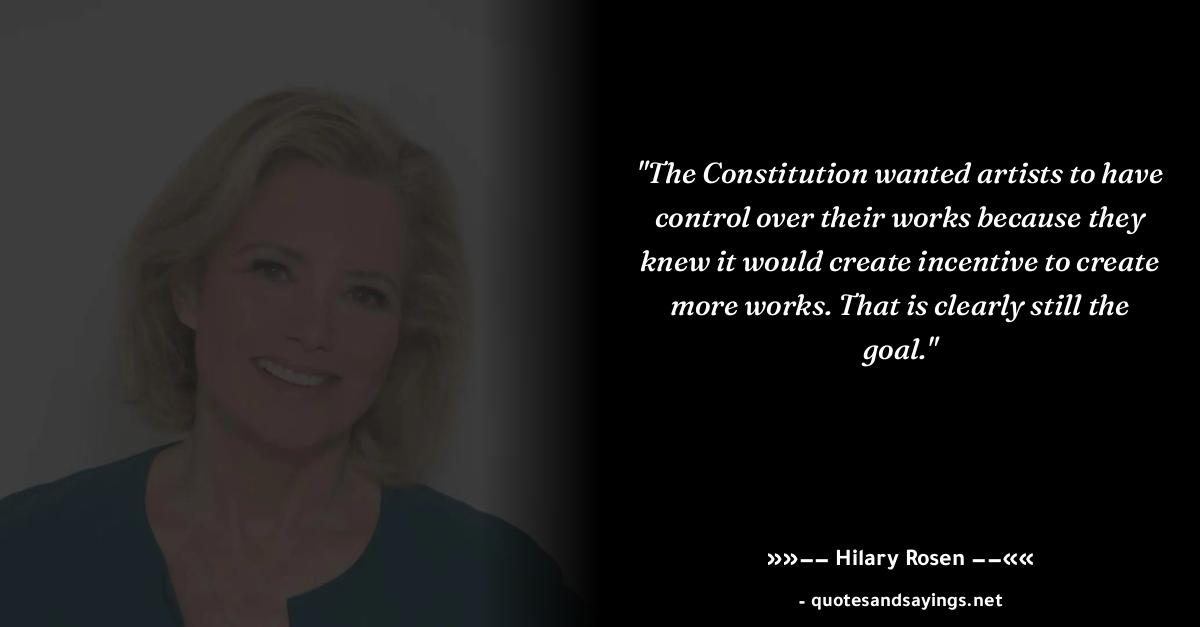 "The Constitution wanted artists to have
control over their works because they
knew it would create incentive to create
more works. That is clearly still the
goal."
»»–– Hilary Rosen ––««
- quotesandsayings.net